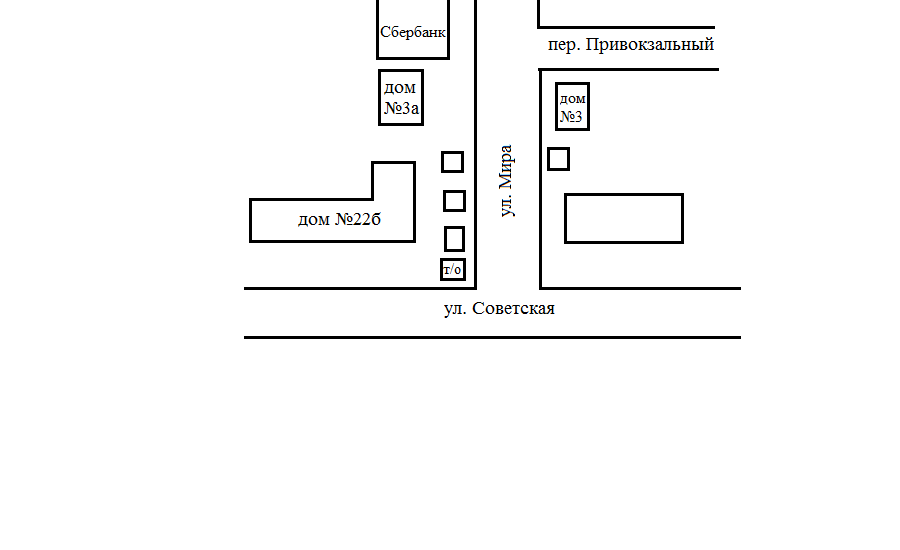 Сбербанк
пер. Привокзальный
дом
№3а
дом
№3
ул. Мира
дом №22б
т/о
ул. Советская